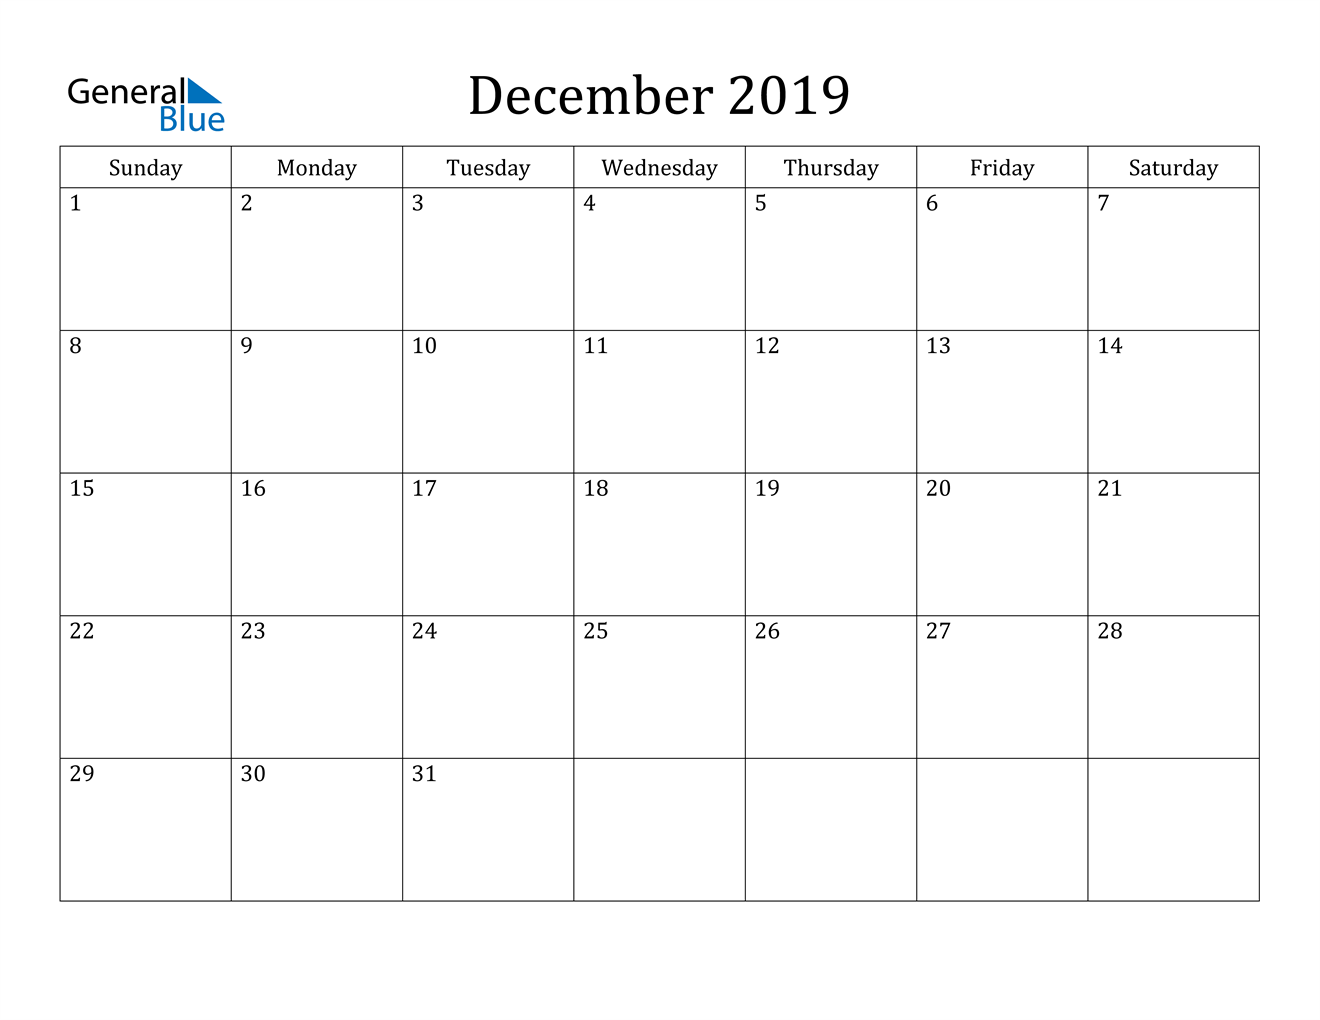 General
Blue
December 2019
Sunday Monday Tuesday Wednesday Thursday Friday Saturday
1 2 3 4 5 6 7
8 9 10 11 12 13 14
15 16 17 18 19 20 21
22 23 24 25 26 27 28
29 30 31